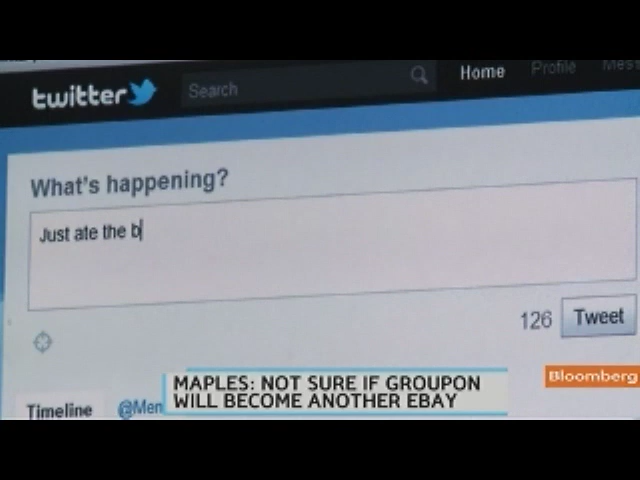 twitter
Search
Home
Profile
What's happening?
Just ate the b
126
Tweet
Timeline
@Men
MAPLES: NOT SURE IF GROUPON
WILL BECOME ANOTHER EBAY
Bloomberg